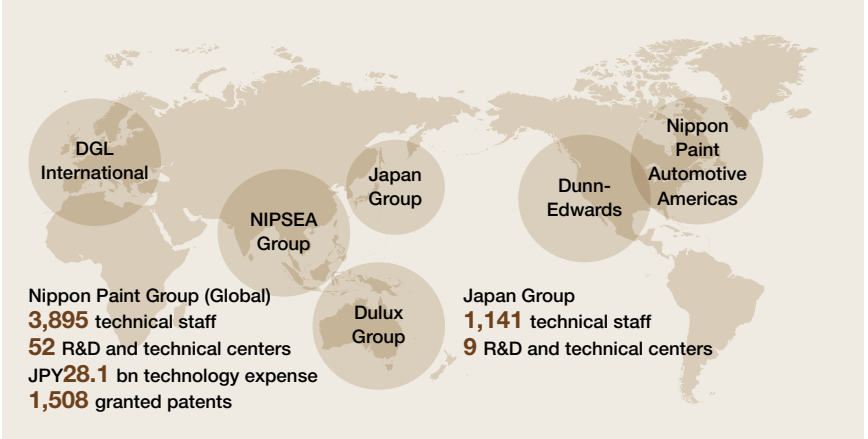 DGL
International
NIPSEA
Group
Japan
Group
Dulux
Group
Dunn-
Edwards
Nippon
Paint
Automotive
Americas
Nippon Paint Group (Global)
3,895 technical staff
52 R&D and technical centers
JPY28.1 bn technology expense
1,508 granted patents
Japan Group
1,141 technical staff
9 R&D and technical centers